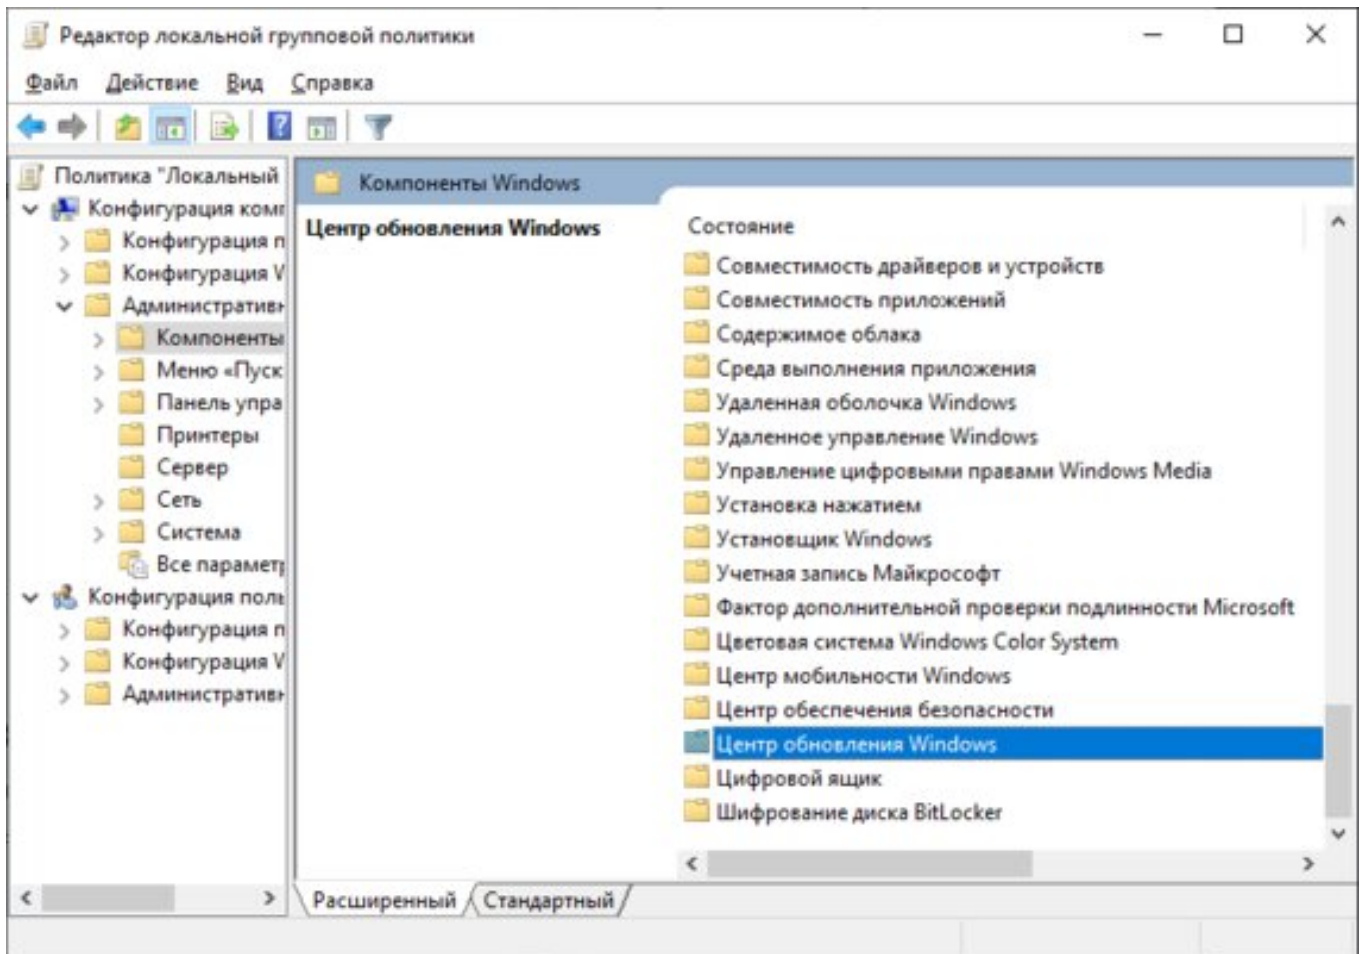 Редактор локальной групповой политики
Файл Действие Вид Справка
Политика "Локальный
Конфигурация комп
Конфигурация п
Конфигурация W
Административн
Компоненты
Меню «Пуск
Панель упра
Принтеры
Сервер
Сеть
Система
Все параметр
Конфигурация поль
Конфигурация п
Конфигурация W
Административн
Компоненты Windows
Центр обновления Windows
Состояние
Совместимость драйверов и устройств
Совместимость приложений
Содержимое облака
Среда выполнения приложения
Удаленная оболочка Windows
Удаленное управление Windows
Управление цифровыми правами Windows Media
Установка нажатием
Установщик Windows
Учетная запись Майкрософт
Фактор дополнительной проверки подлинности Microsoft
Цветовая система Windows Color System
Центр мобильности Windows
Центр обеспечения безопасности
Центр обновления Windows
Цифровой ящик
Шифрование диска BitLocker
Расширенный Стандартный